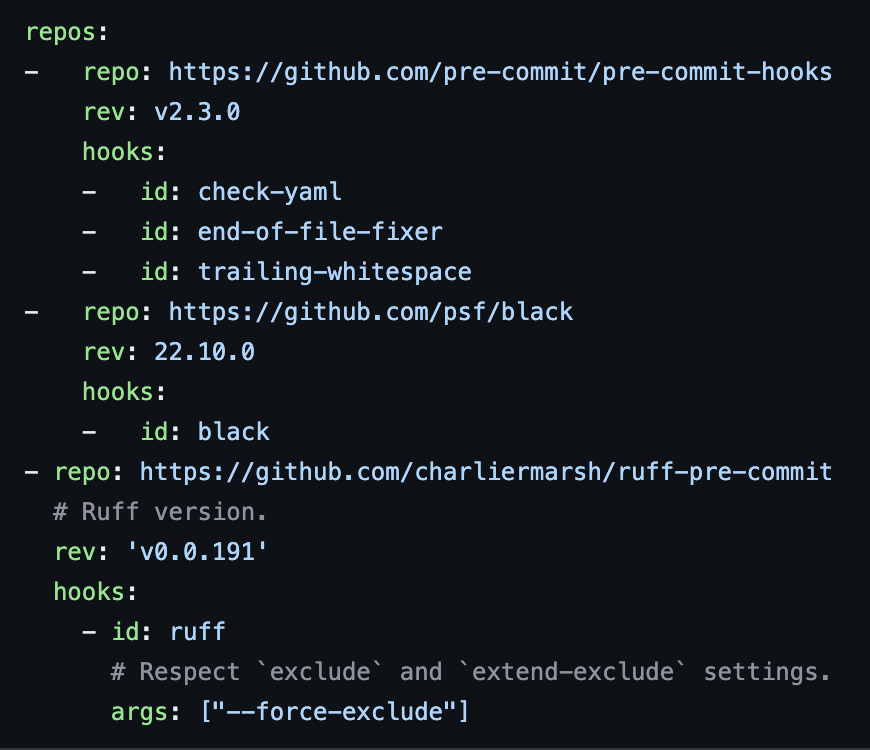 repos:
-   repo: https://github.com/pre-commit/pre-commit-hooks
    rev: v2.3.0
    hooks:
    -   id: check-yaml
    -   id: end-of-file-fixer
    -   id: trailing-whitespace
-   repo: https://github.com/psf/black
    rev: 22.10.0
    hooks:
    -   id: black
- repo: https://github.com/charliermarsh/ruff-pre-commit
  # Ruff version.
  rev: 'v0.0.191'
  hooks:
    - id: ruff
      # Respect `exclude` and `extend-exclude` settings.
      args: ["--force-exclude"]